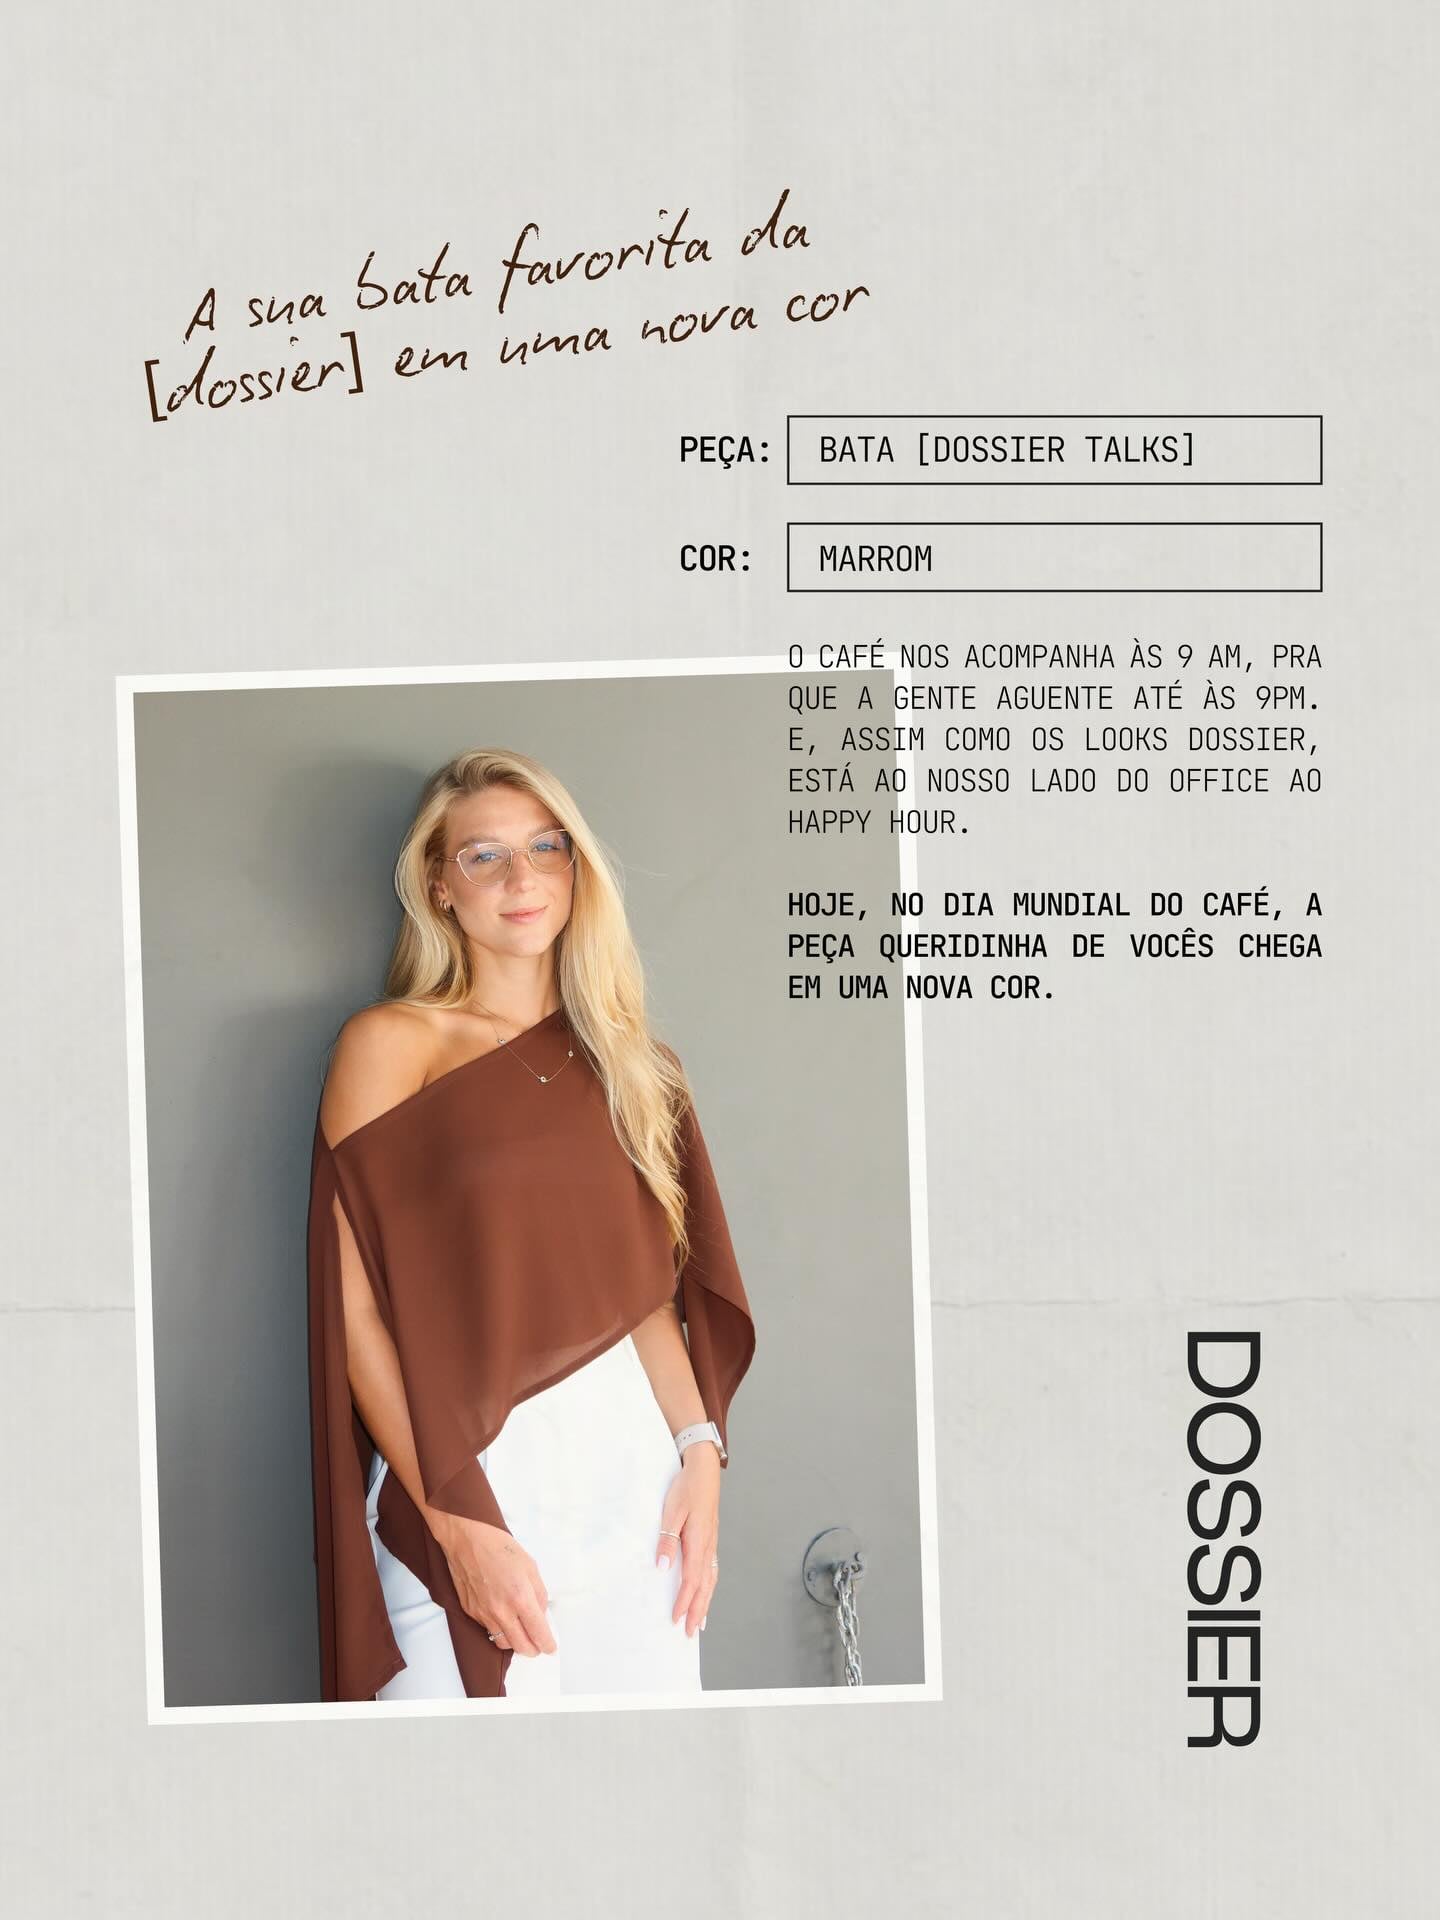 A sua bata favorita da
[dossier] em uma nova cor
PEÇA: BATA [DOSSIER TALKS]
COR: MARROM
O CAFÉ NOS ACOMPANHA ÀS 9 AM, PRA
QUE A GENTE AGUENTE ATÉ ÀS 9PM.
E, ASSIM COMO OS LOOKS DOSSIER,
ESTÁ AO NOSSO LADO DO OFFICE AO
HAPPY HOUR.
HOJE, NO DIA MUNDIAL DO CAFÉ, A
PEÇA QUERIDINHA DE VOCÊS CHEGA
EM UMA NOVA COR.
DOSSIER